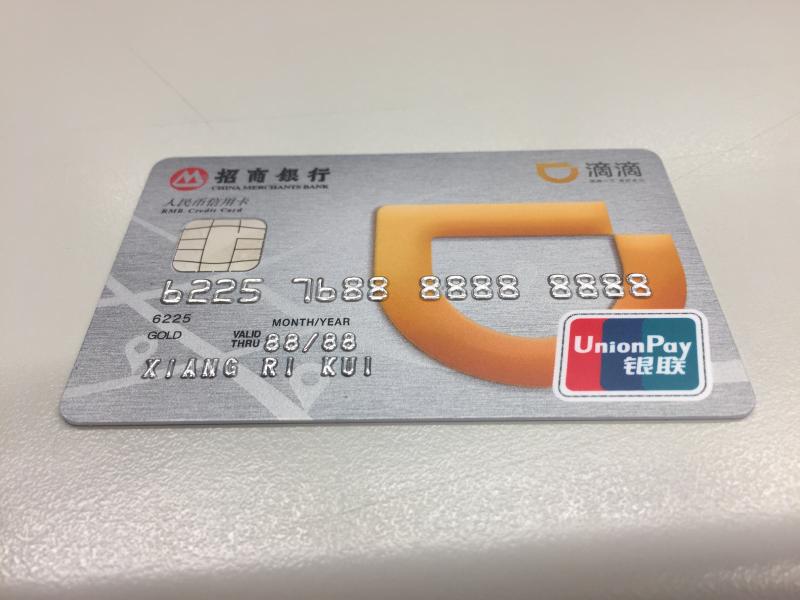 招商银行
CHINA MERCHANTS BANK
滴滴
人民币信用卡
RMB Credit Card
6225 7688 8888 8888
6225
MONTH/YEAR
GOLD
VALID THRU 88/88
XIANG RI KUI
UnionPay
银联